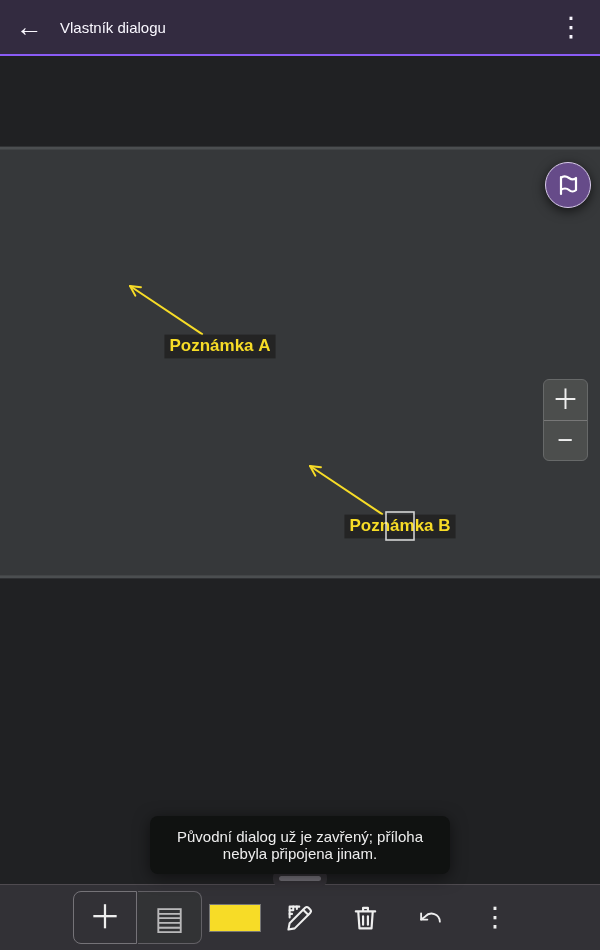 Vlastník dialogu
Poznámka A
Poznámka B
Původní dialog už je zavřený; příloha
nebyla připojena jinam.